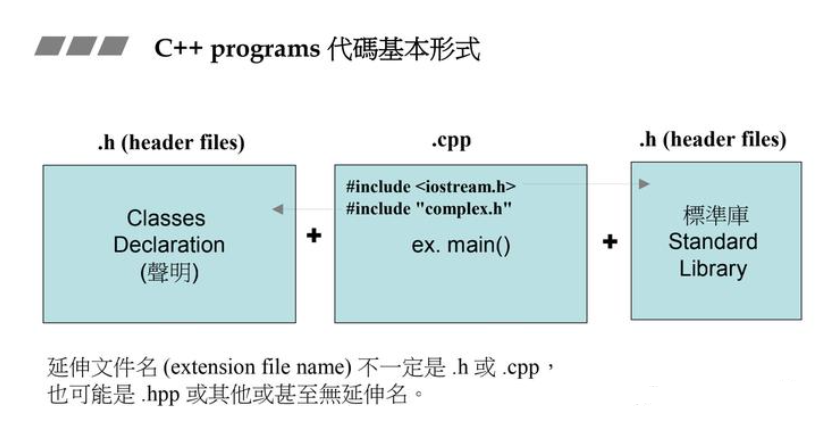 C++ programs 代碼基本形式
.h (header files)
.cpp
.h (header files)
Classes
Declaration
(聲明)
+
#include <iostream.h>
#include "complex.h"
ex. main()
+
標準庫
Standard
Library
延伸文件名 (extension file name) 不一定是 .h 或 .cpp，
也可能是 .hpp 或其他或甚至無延伸名。